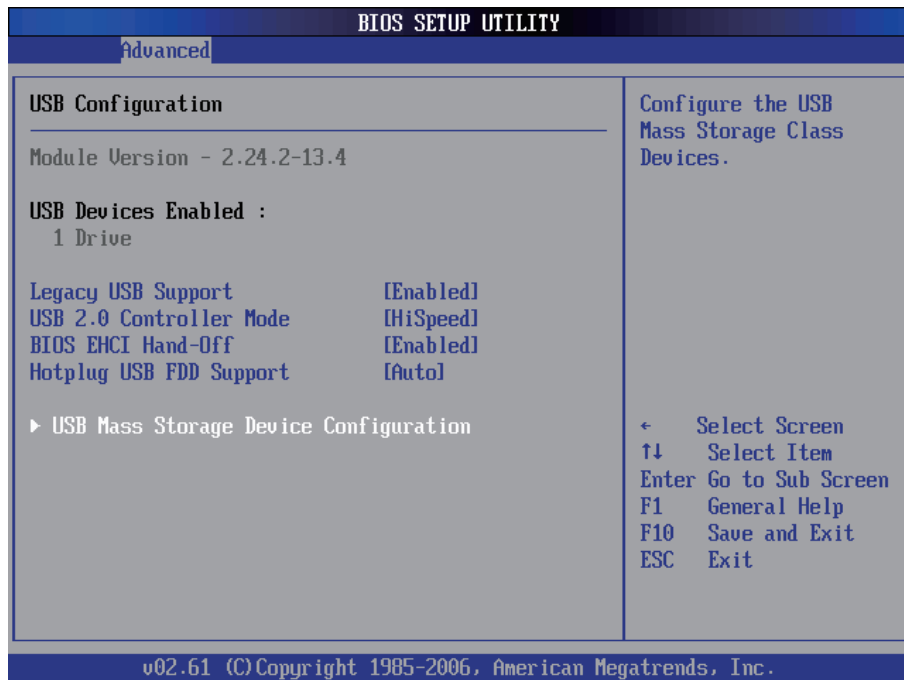 BIOS SETUP UTILITY
Advanced
USB Configuration
Module Version - 2.24.2-13.4
USB Devices Enabled :
1 Drive
Legacy USB Support [Enabled]
USB 2.0 Controller Mode [HiSpeed]
BIOS EHCI Hand-Off [Enabled]
Hotplug USB FDD Support [Auto]
▶ USB Mass Storage Device Configuration
Configure the USB
Mass Storage Class
Devices.
← Select Screen
↑↓ Select Item
Enter Go to Sub Screen
F1 General Help
F10 Save and Exit
ESC Exit
v02.61 (C)Copyright 1985-2006, American Megatrends, Inc.